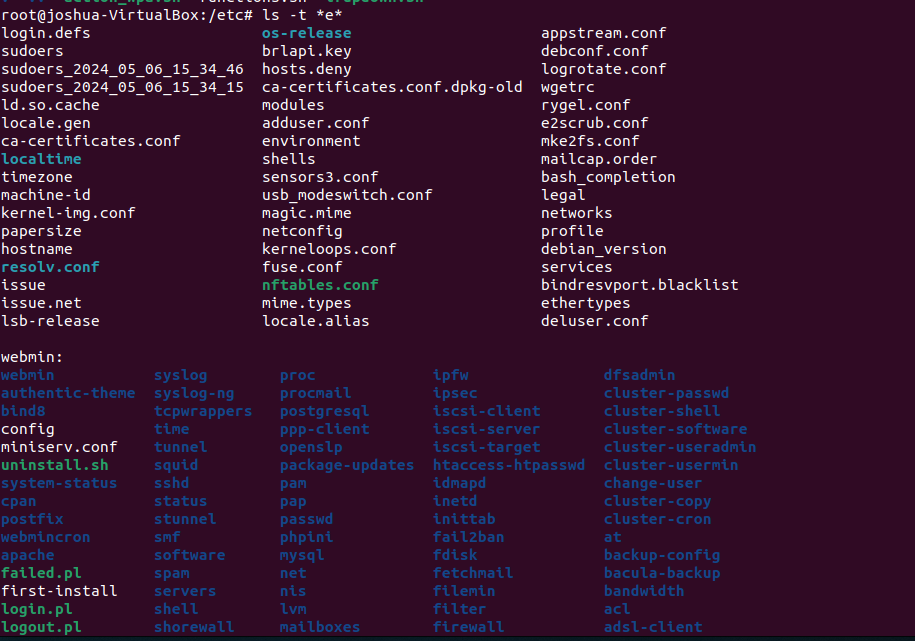 root@joshua-VirtualBox:/etc# ls -t *e*
login.defs os-release appstream.conf
sudoers brlapi.key debconf.conf
sudoers_2024_05_06_15_34_46 hosts.deny logrotate.conf
sudoers_2024_05_06_15_34_15 ca-certificates.conf.dpkg-old wgetrc
ld.so.cache modules rygel.conf
locale.gen adduser.conf e2scrub.conf
ca-certificates.conf environment mke2fs.conf
localtime shells mailcap.order
timezone sensors3.conf bash_completion
machine-id usb_modeswitch.conf legal
kernel-img.conf magic.mime networks
papersize netconfig profile
hostname kerneloops.conf debian_version
resolv.conf fuse.conf services
issue nftables.conf bindresvport.blacklist
issue.net mime.types ethertypes
lsb-release locale.alias deluser.conf
webmin:
webmin syslog proc ipfw dfsadmin
authentic-theme syslog-ng procmail ipsec cluster-passwd
bind8 tcpwrappers postgresql iscsi-client cluster-shell
config time ppp-client iscsi-server cluster-software
miniserv.conf tunnel openslp iscsi-target cluster-useradmin
uninstall.sh squid package-updates htaccess-htpasswd cluster-usermin
system-status sshd pam idmapd change-user
cpan status pap inetd cluster-copy
postfix stunnel passwd inittab cluster-cron
webmincron smf phpini fail2ban at
apache software mysql fdisk backup-config
failed.pl spam net fetchmail bacula-backup
first-install servers nis filemin bandwidth
login.pl shell lvm filter acl
logout.pl shorewall mailboxes firewall adsl-client